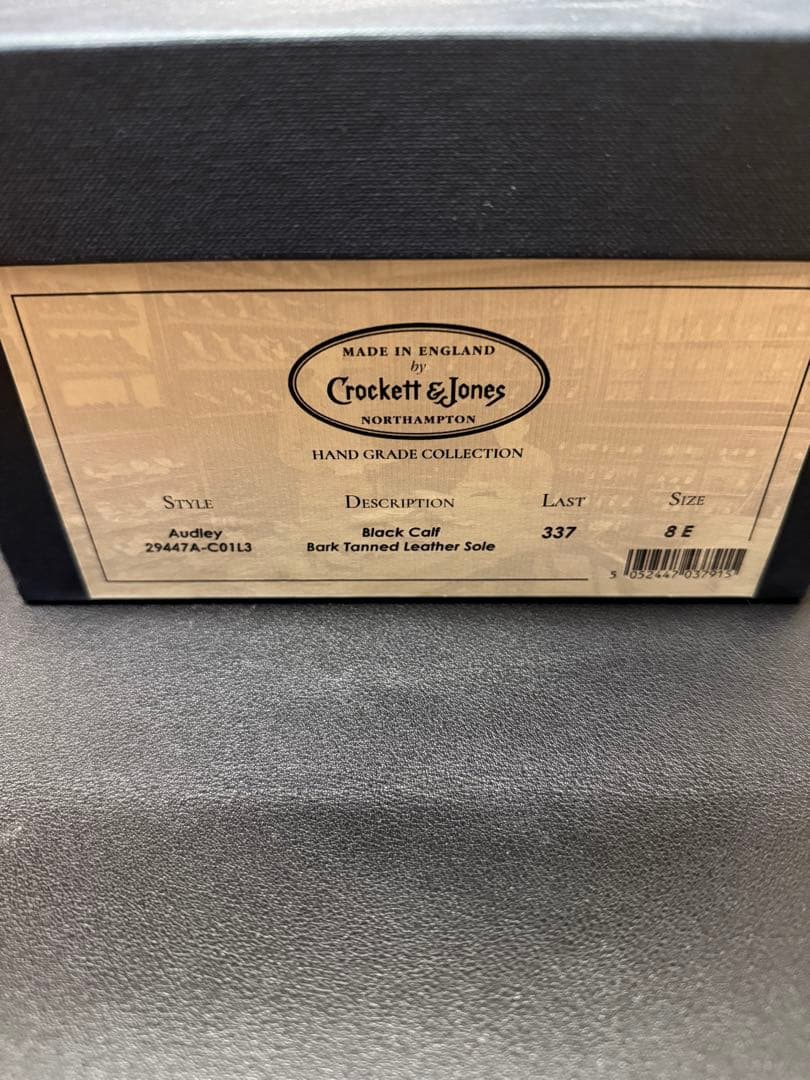 MADE IN ENGLAND
by
Crockett & Jones
NORTHAMPTON
HAND GRADE COLLECTION
STYLE DESCRIPTION LAST SIZE
Audley Black Calf 337 8 E
29447A-C01L3 Bark Tanned Leather Sole
5 052447 037915